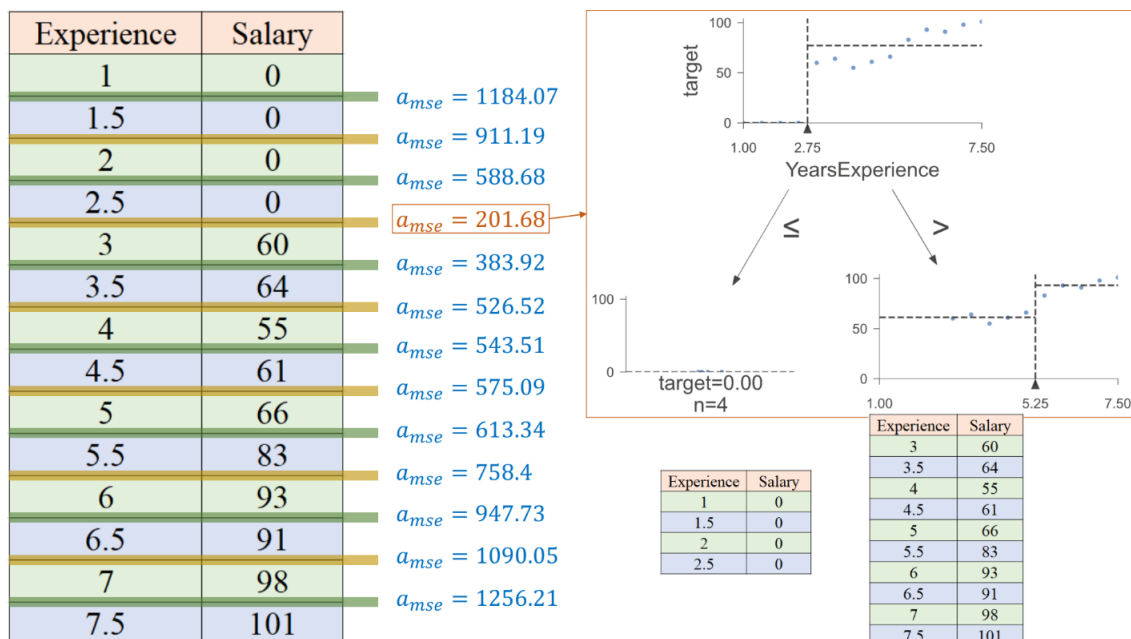 Experience Salary
1 0
1.5 0
2 0
2.5 0
3 60
3.5 64
4 55
4.5 61
5 66
5.5 83
6 93
6.5 91
7 98
7.5 101
a_mse = 1184.07
a_mse = 911.19
a_mse = 588.68
a_mse = 201.68
a_mse = 383.92
a_mse = 526.52
a_mse = 543.51
a_mse = 575.09
a_mse = 613.34
a_mse = 758.4
a_mse = 947.73
a_mse = 1090.05
a_mse = 1256.21
100
target
50
0
1.00 2.75 7.50
YearsExperience
≤ >
100
0
target=0.00
n=4
100
50
0
1.00 5.25 7.50
Experience Salary
1 0
1.5 0
2 0
2.5 0
Experience Salary
3 60
3.5 64
4 55
4.5 61
5 66
5.5 83
6 93
6.5 91
7 98
7.5 101